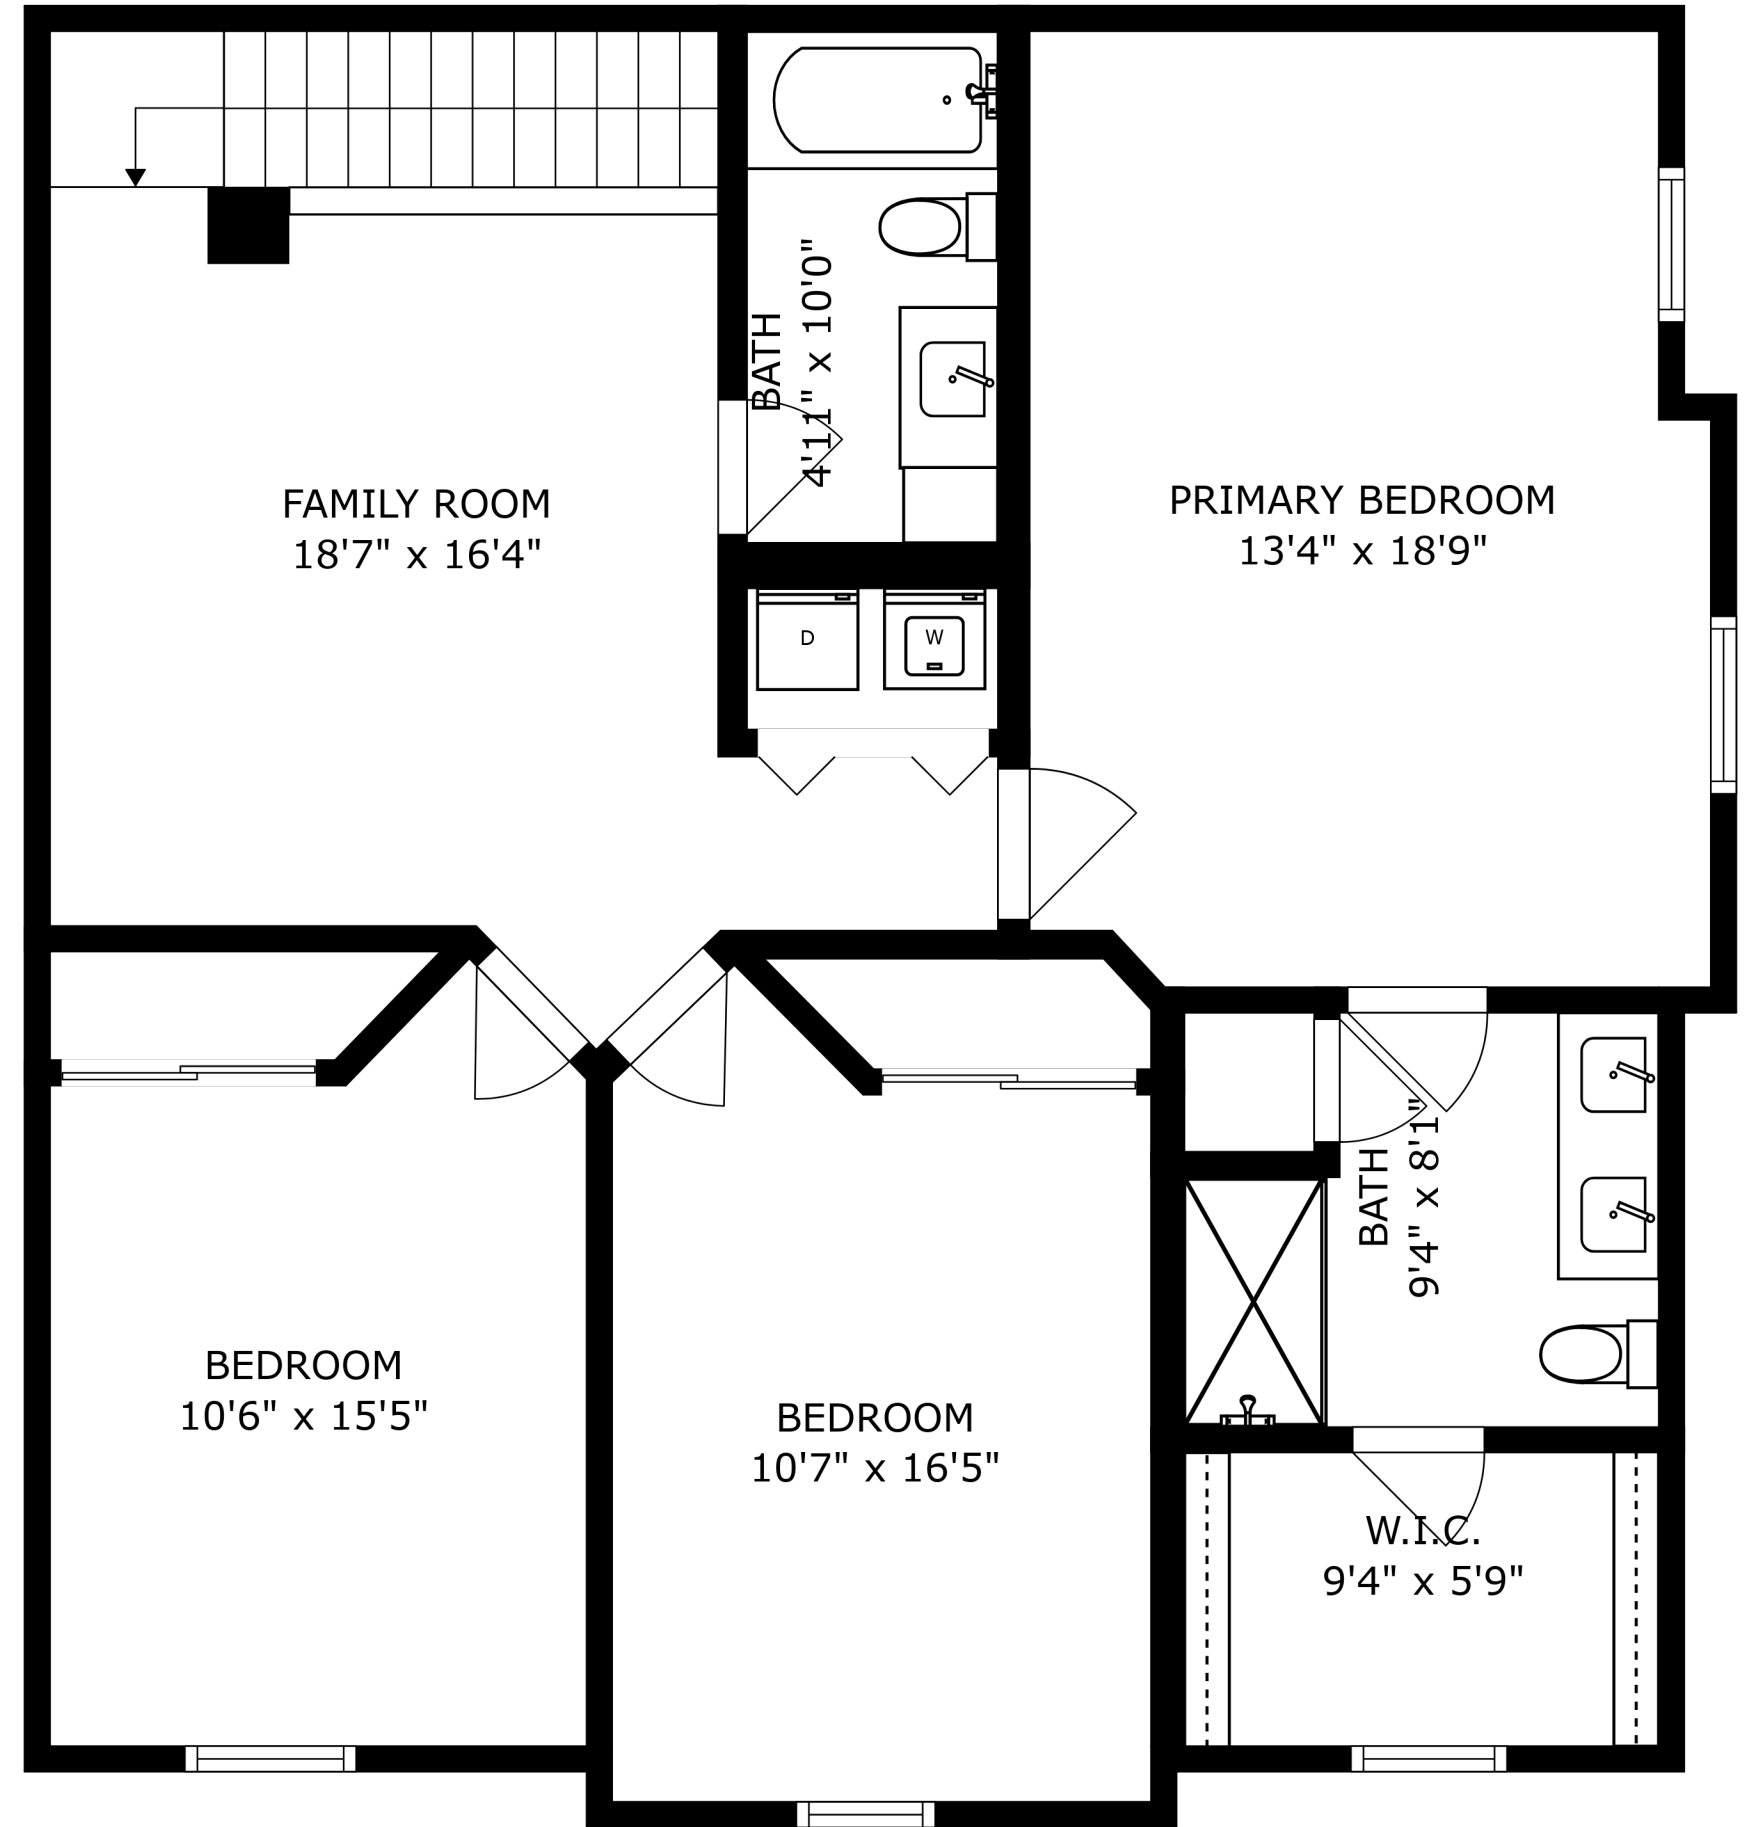 BATH
4'11" x 10'0"
FAMILY ROOM
18'7" x 16'4"
PRIMARY BEDROOM
13'4" x 18'9"
D
W
BATH
9'4" x 8'1"
BEDROOM
10'6" x 15'5"
BEDROOM
10'7" x 16'5"
W.I.C.
9'4" x 5'9"